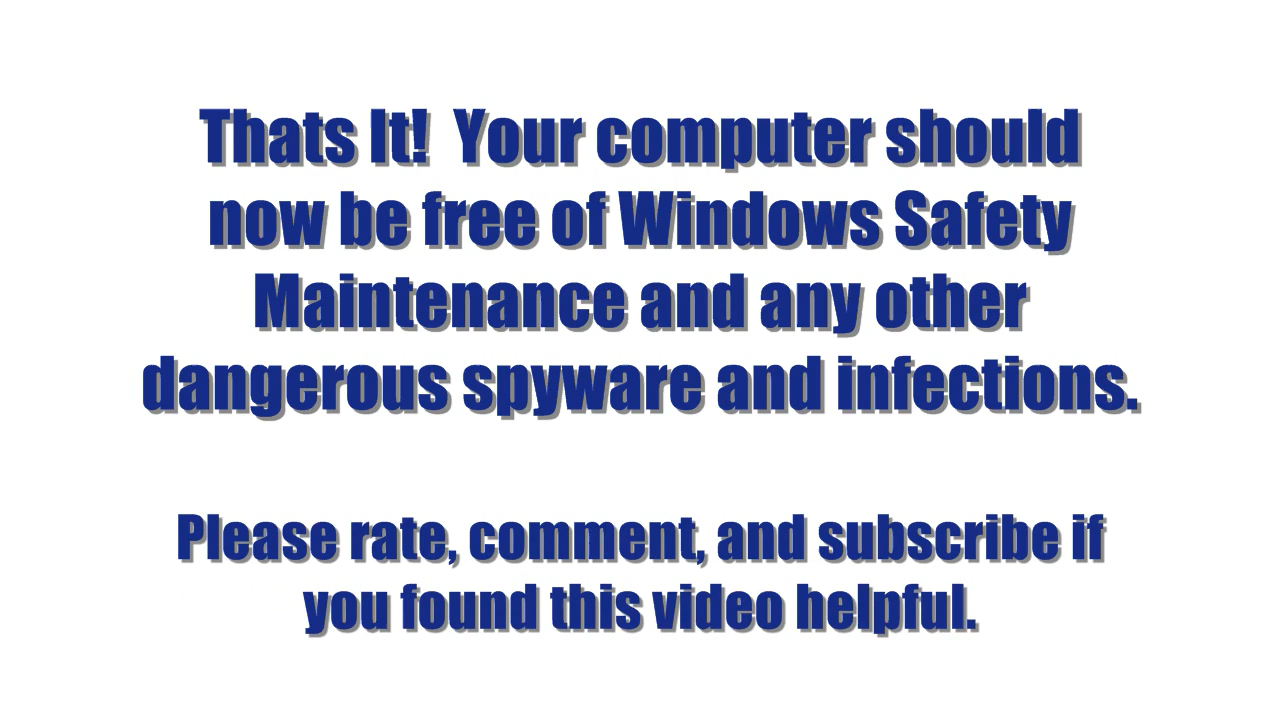 Thats It!  Your computer should
now be free of Windows Safety
Maintenance and any other
dangerous spyware and infections.
Please rate, comment, and subscribe if
you found this video helpful.